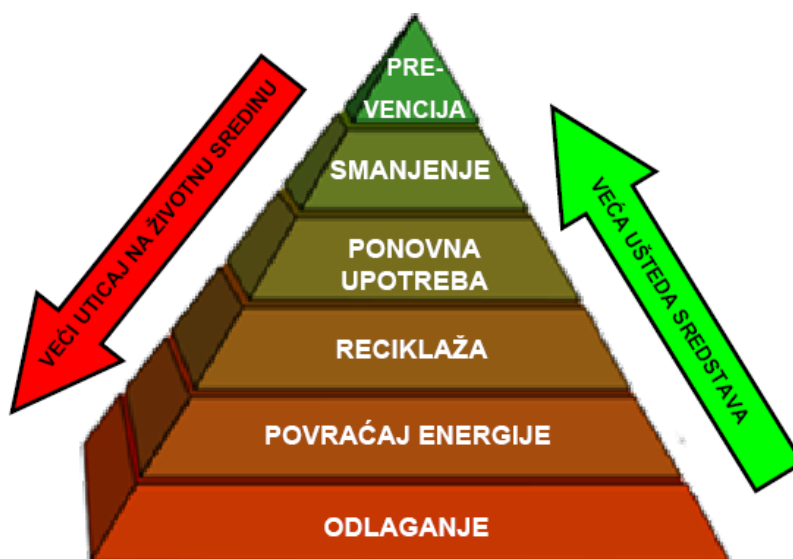 PRE-
VENCIJA
SMANJENJE
PONOVNA
UPOTREBA
RECIKLAŽA
POVRAĆAJ ENERGIJE
ODLAGANJE
VEĆI UTICAJ NA ŽIVOTNU SREDINU
VEĆA UŠTEDA SREDSTAVA